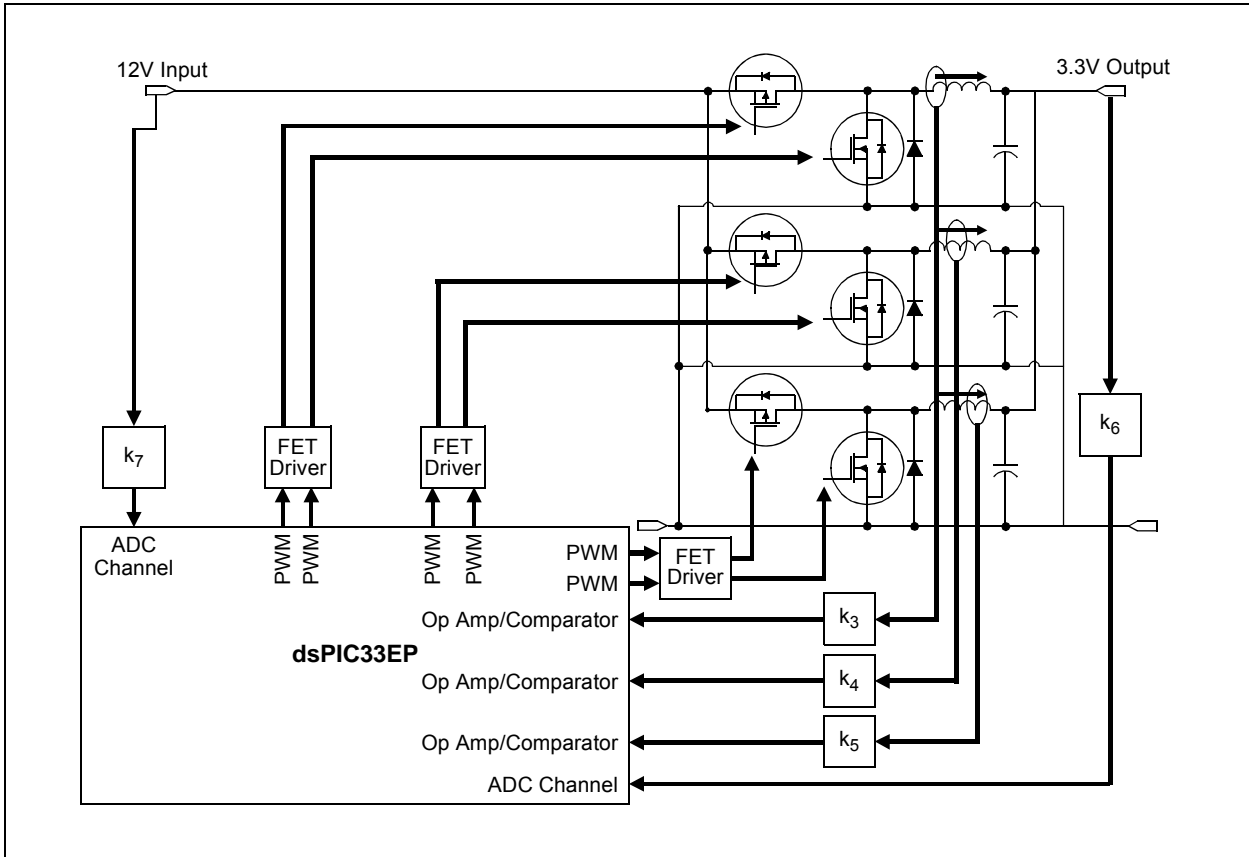 12V Input
3.3V Output
k7
FET
Driver
FET
Driver
k6
ADC
Channel
PWM
PWM
PWM
PWM
PWM
PWM
FET
Driver
Op Amp/Comparator
k3
dsPIC33EP
Op Amp/Comparator
k4
Op Amp/Comparator
k5
ADC Channel